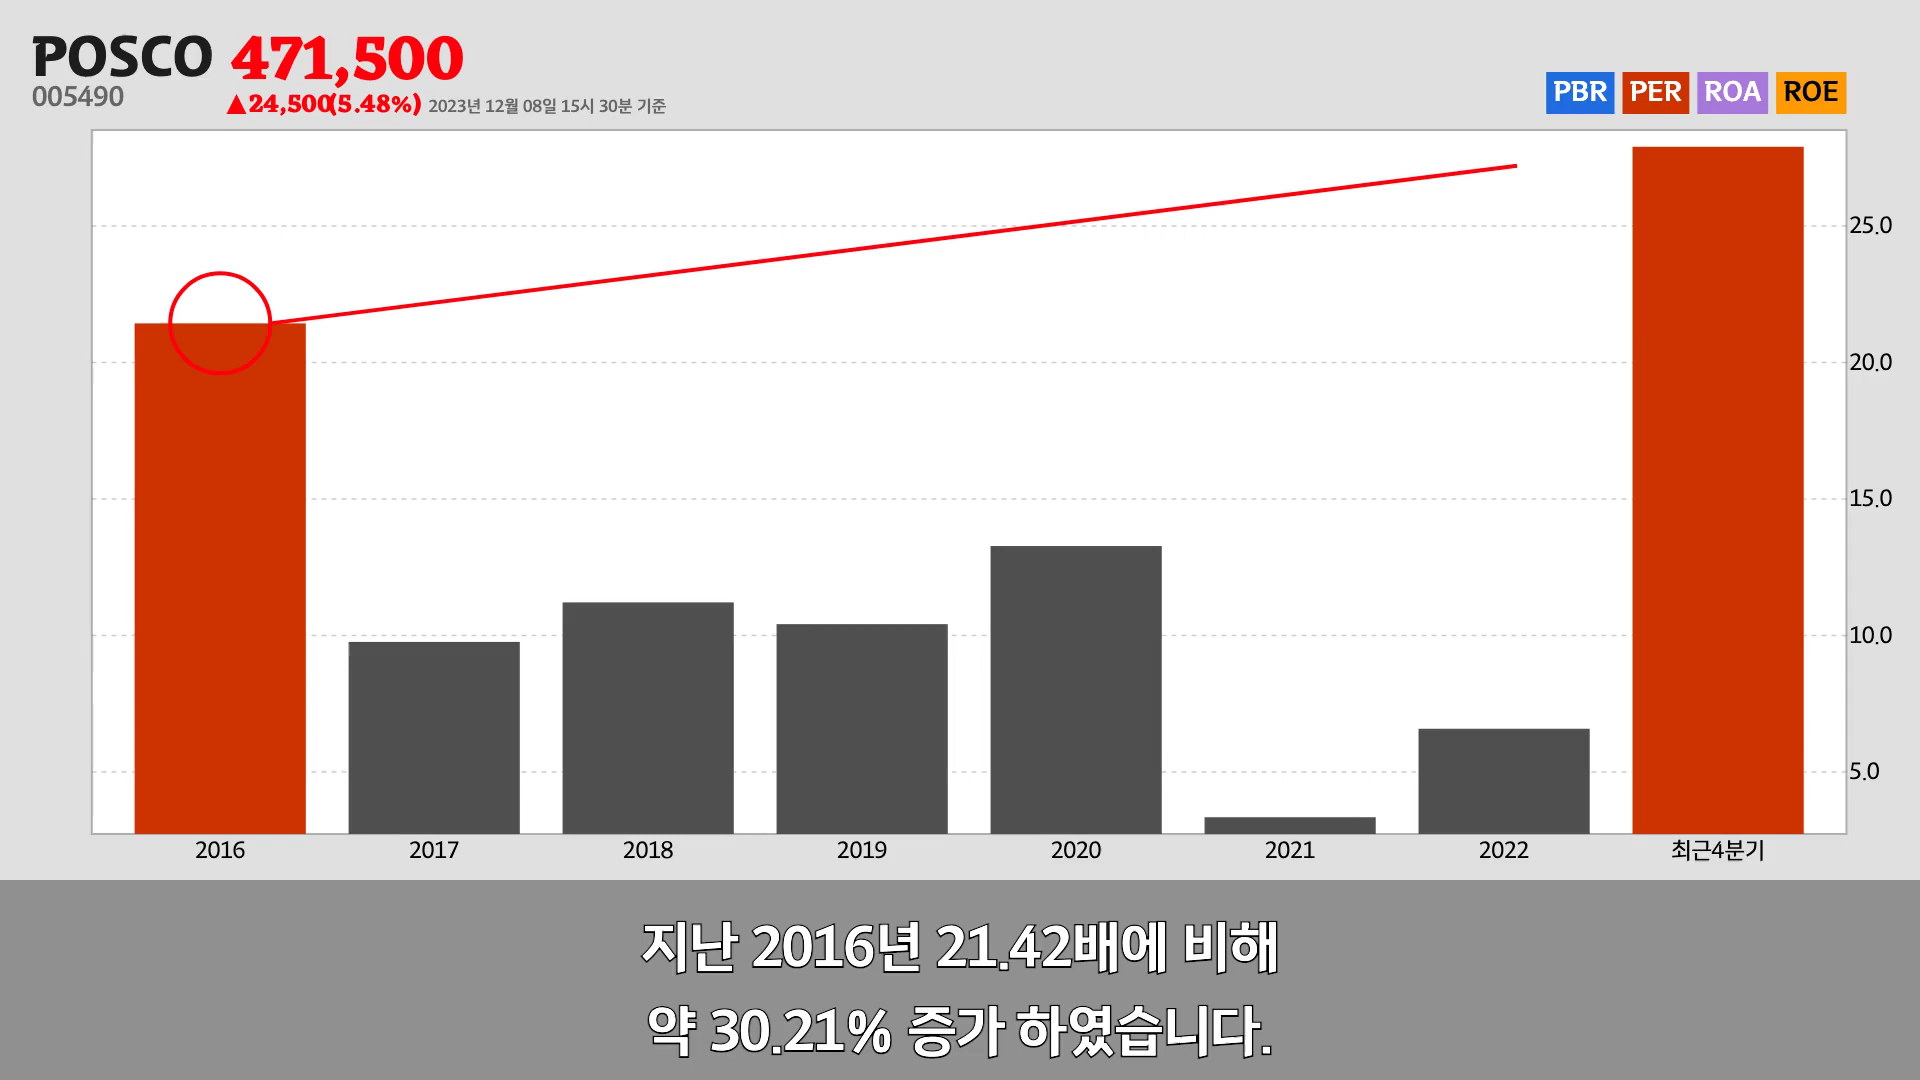 POSCO 471,500
005490
▲24,500(5.48%) 2023년 12월 08일 15시 30분 기준
PBR PER ROA ROE
25.0
20.0
15.0
10.0
5.0
2016 2017 2018 2019 2020 2021 2022 최근4분기
지난 2016년 21.42배에 비해
약 30.21% 증가 하였습니다.